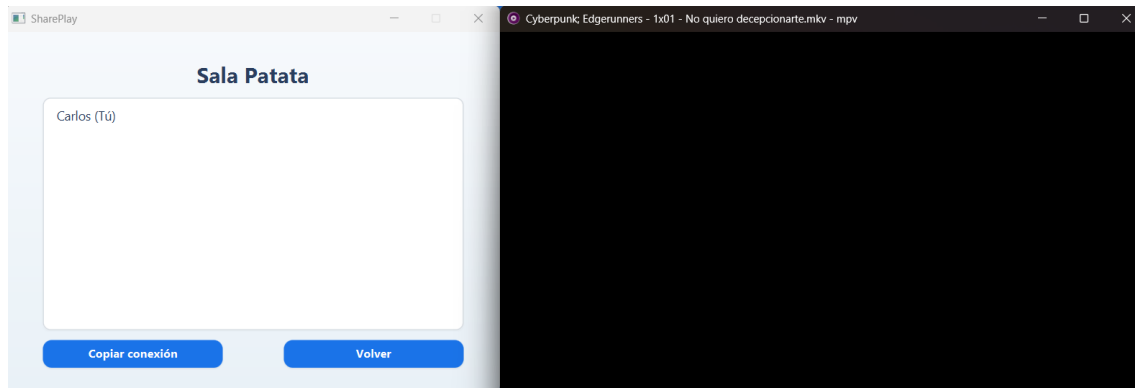 SharePlay
Sala Patata
Carlos (Tú)
Copiar conexión
Volver
Cyberpunk; Edgerunners - 1x01 - No quiero decepcionarte.mkv - mpv